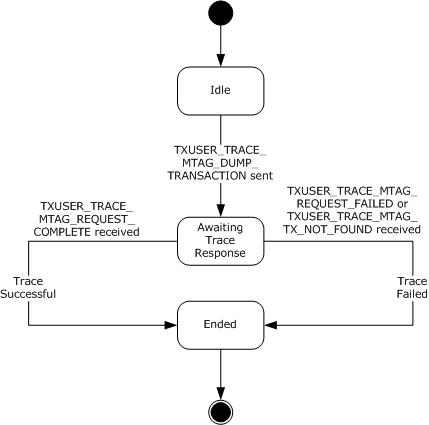 Idle
TXUSER_TRACE_
MTAG_DUMP_
TRANSACTION sent
TXUSER_TRACE_
MTAG_REQUEST_
COMPLETE received
TXUSER_TRACE_MTAG_
REQUEST_FAILED or
TXUSER_TRACE_MTAG_
TX_NOT_FOUND received
Awaiting
Trace
Response
Trace
Successful
Trace
Failed
Ended